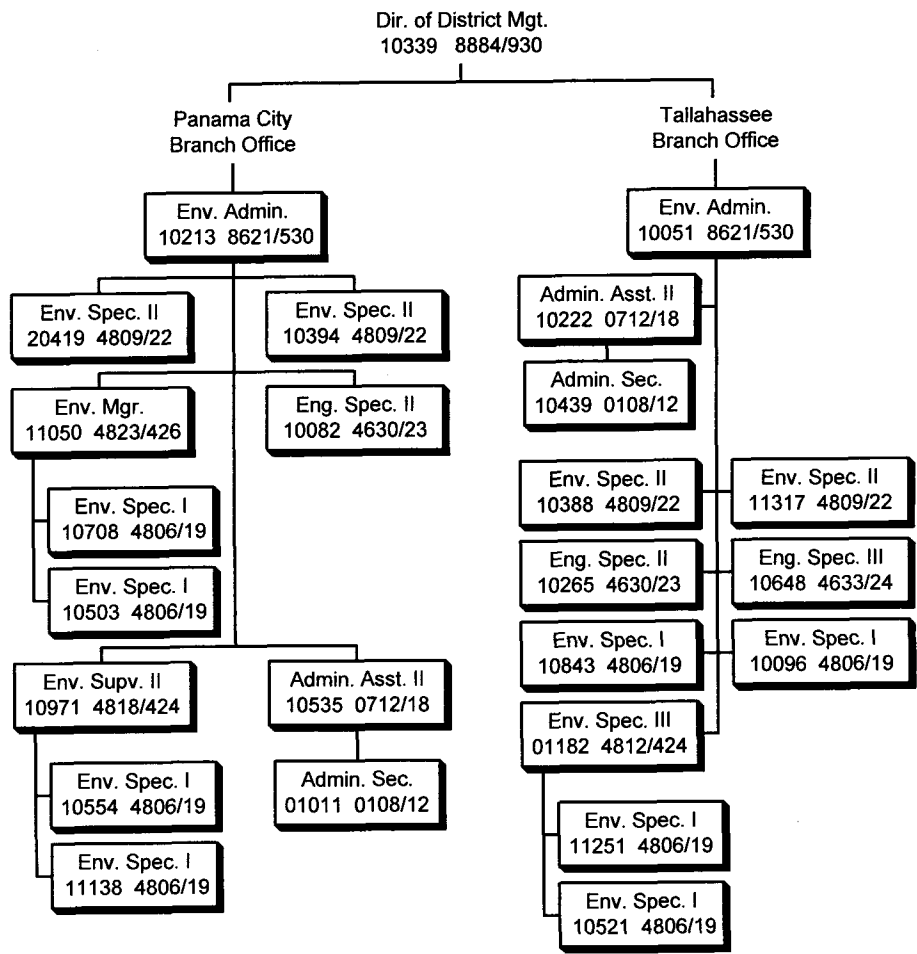 Dir. of District Mgt.
10339 8884/930
Panama City
Branch Office
Env. Admin.
10213 8621/530
Env. Spec. II
20419 4809/22
Env. Spec. II
10394 4809/22
Env. Mgr.
11050 4823/426
Eng. Spec. II
10082 4630/23
Env. Spec. I
10708 4806/19
Env. Spec. I
10503 4806/19
Env. Supv. II
10971 4818/424
Admin. Asst. II
10535 0712/18
Env. Spec. I
10554 4806/19
Admin. Sec.
01011 0108/12
Env. Spec. I
11138 4806/19
Tallahassee
Branch Office
Env. Admin.
10051 8621/530
Admin. Asst. II
10222 0712/18
Admin. Sec.
10439 0108/12
Env. Spec. II
10388 4809/22
Env. Spec. II
11317 4809/22
Eng. Spec. II
10265 4630/23
Eng. Spec. III
10648 4633/24
Env. Spec. I
10843 4806/19
Env. Spec. I
10096 4806/19
Env. Spec. III
01182 4812/424
Env. Spec. I
11251 4806/19
Env. Spec. I
10521 4806/19